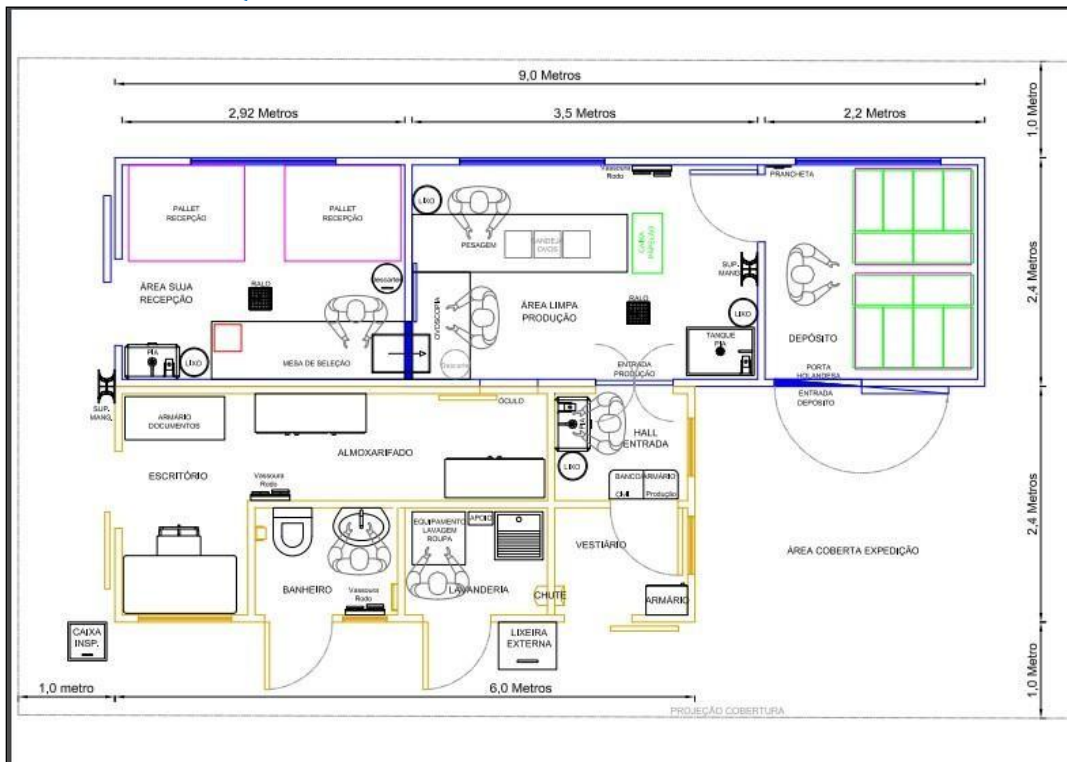 9,0 Metros
2,92 Metros
3,5 Metros
2,2 Metros
1,0 Metro
PALLET
RECEPÇÃO
PALLET
RECEPÇÃO
LIXO
Vassoura
Rodo
PRANCHETA
PESAGEM
BANDEJA
OVOS
CAIXA
PAPELÃO
2,4 Metros
ÁREA SUJA
RECEPÇÃO
RALO
Descarte
OVOSCOPIA
ÁREA LIMPA
PRODUÇÃO
RALO
SUP.
MANG.
LIXO
DEPÓSITO
PIA
LIXO
MESA DE SELEÇÃO
Descarte
TANQUE
PIA
ENTRADA
PRODUÇÃO
PORTA
HOLANDESA
ENTRADA
DEPÓSITO
SUP.
MANG.
ÓCULO
ARMÁRIO
DOCUMENTOS
ALMOXARIFADO
PIA
HALL
ENTRADA
LIXO
ESCRITÓRIO
Vassoura
Rodo
BANCO/ARMÁRIO
Civil
Produção
2,4 Metros
EQUIPAMENTO
LAVAGEM
ROUPA
APOIO
VESTIÁRIO
ÁREA COBERTA EXPEDIÇÃO
BANHEIRO
Vassoura
Rodo
LAVANDERIA
CHUTE
ARMÁRIO
CAIXA
INSP.
LIXEIRA
EXTERNA
1,0 Metro
1,0 metro
6,0 Metros
PROJEÇÃO COBERTURA